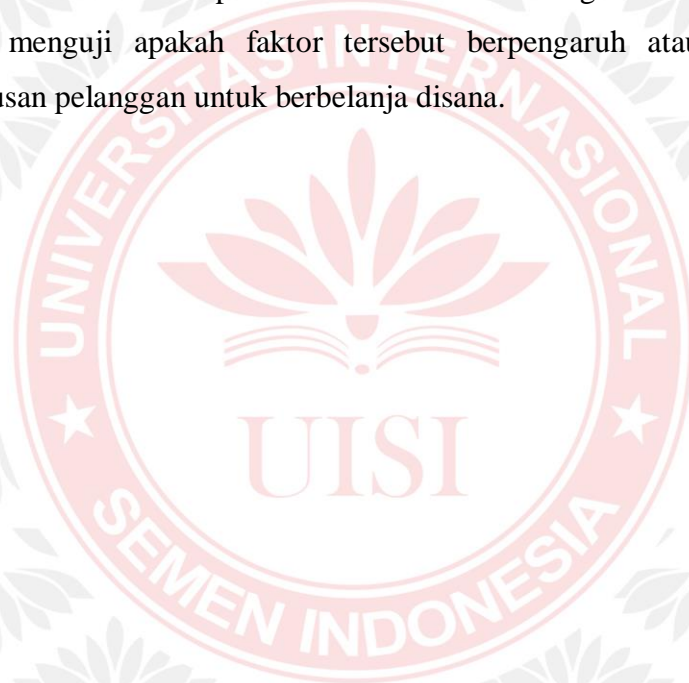 menguji apakah faktor tersebut berpengaruh atau
usan pelanggan untuk berbelanja disana.
UNIVERSITAS INTERNASIONAL
UISI
SEMEN INDONESIA